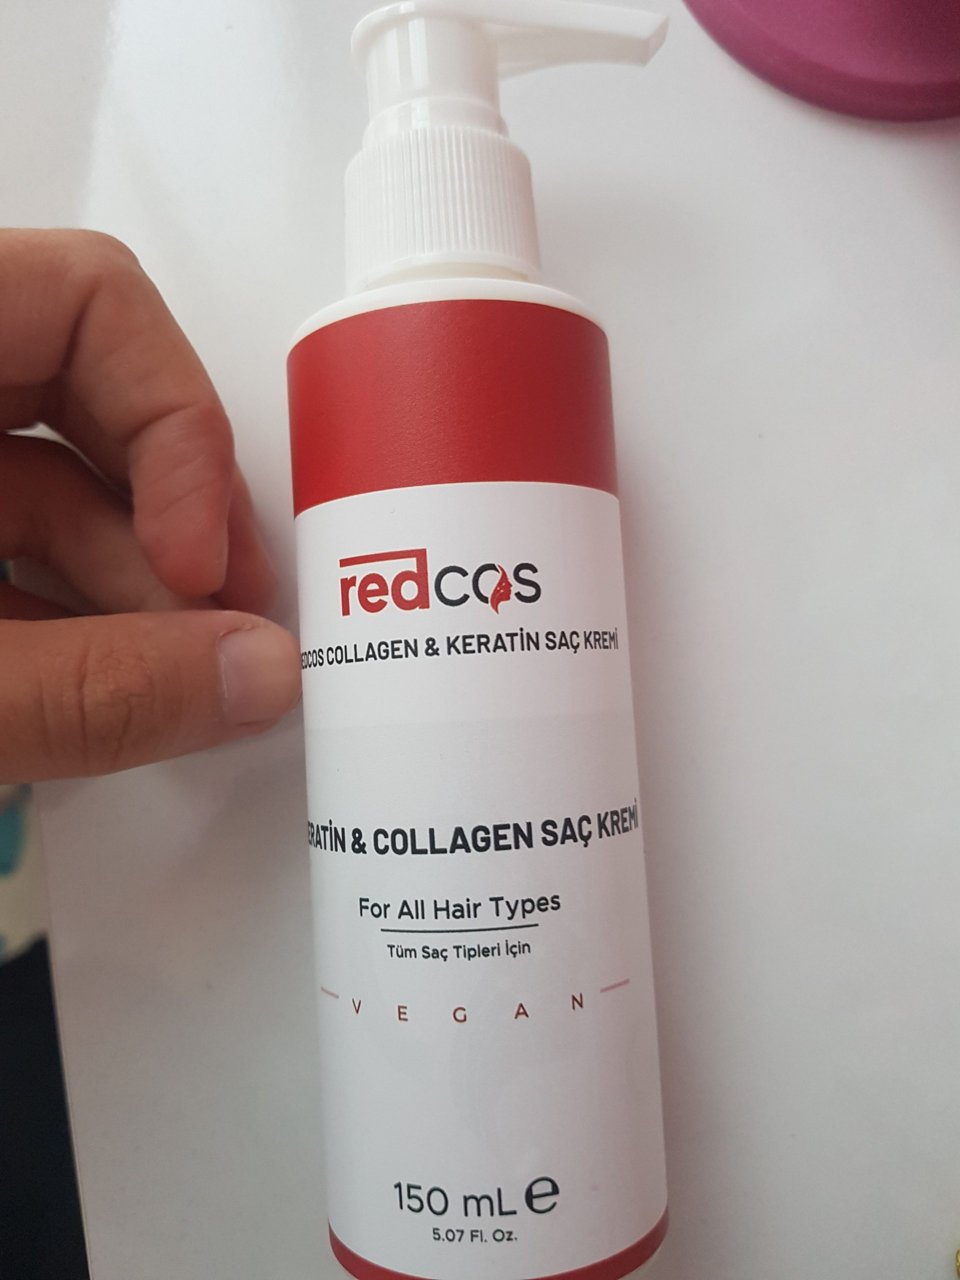 redcos
COLLAGEN & KERATİN SAÇ KREMİ
& COLLAGEN SAÇ KREMİ
For All Hair Types
Tüm Saç Tipleri İçin
VEGAN
150 mL e
5.07 Fl. Oz.